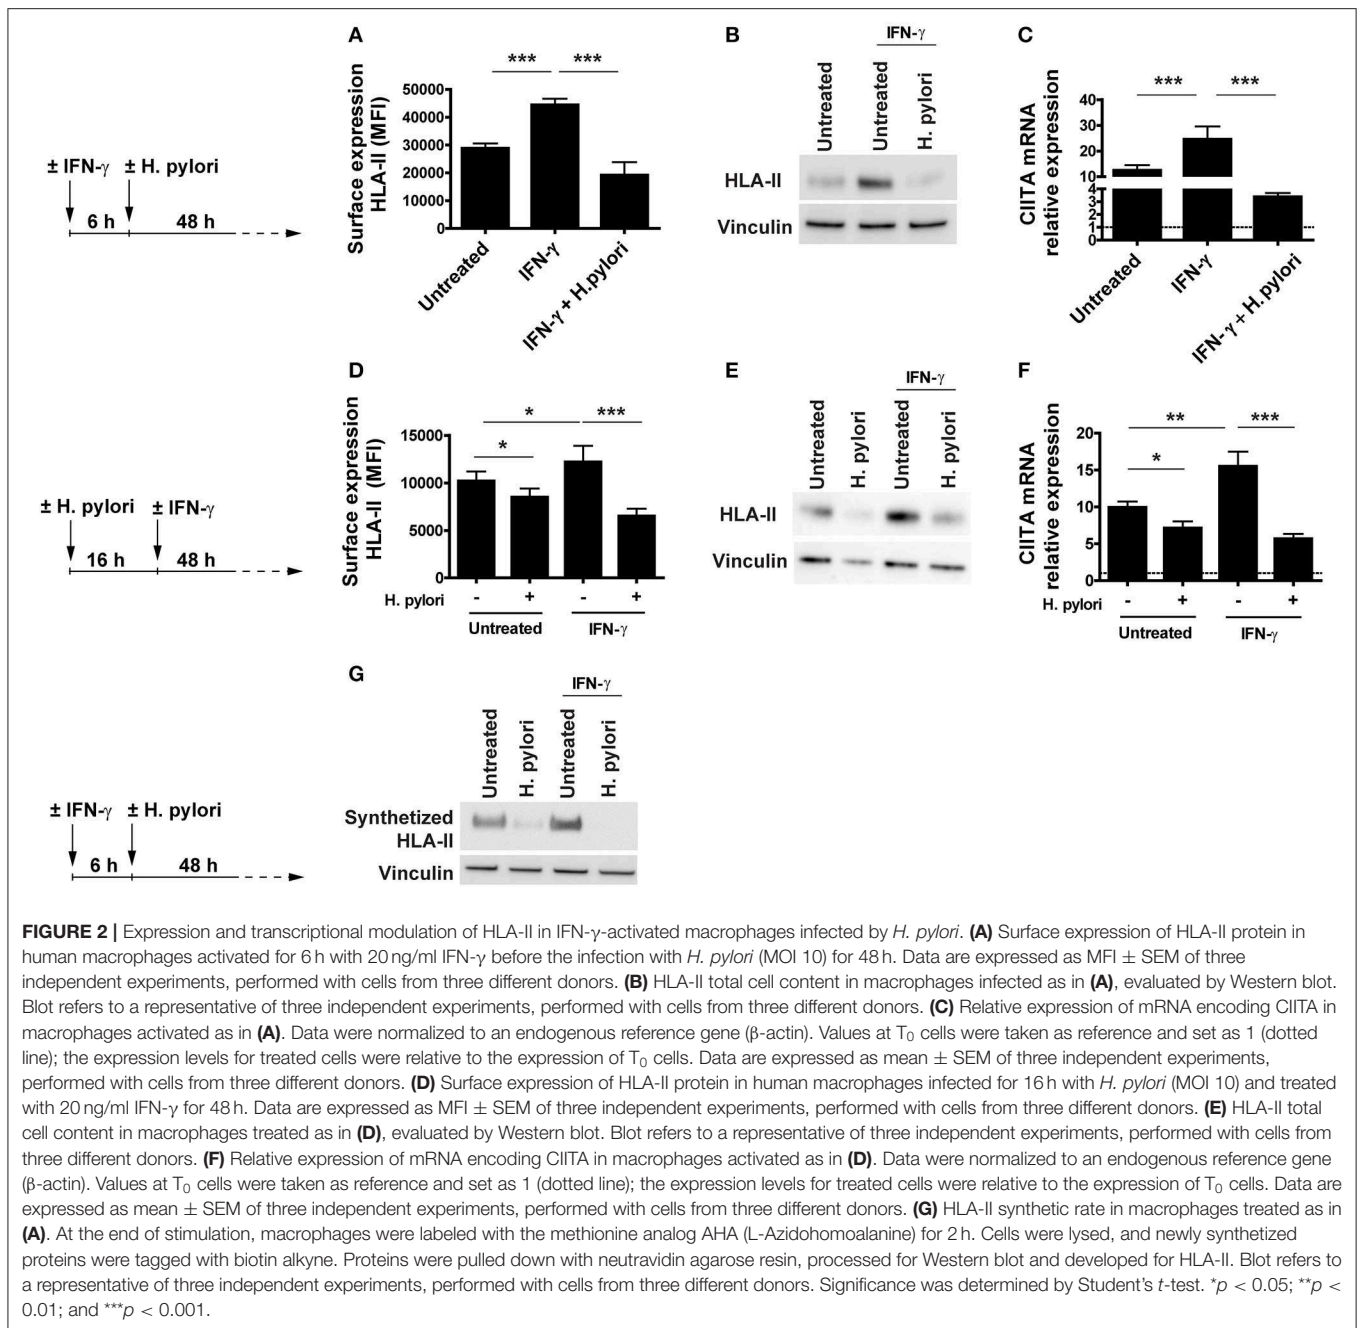 A
*** ***
Surface expression
HLA-II (MFI)
50000
40000
30000
20000
10000
0
Untreated
IFN-γ
IFN-γ + H.pylori
± IFN-γ ± H. pylori
6 h 48 h
B
IFN-γ
Untreated
Untreated
H. pylori
HLA-II
Vinculin
C
*** ***
CIITA mRNA
relative expression
40
30
20
10
4
3
2
1
0
Untreated
IFN-γ
IFN-γ + H.pylori
D
* ***
*
Surface expression
HLA-II (MFI)
15000
10000
5000
0
H. pylori - + - +
Untreated IFN-γ
± H. pylori ± IFN-γ
16 h 48 h
E
IFN-γ
Untreated
H. pylori
Untreated
H. pylori
HLA-II
Vinculin
F
** ***
*
CIITA mRNA
relative expression
20
15
10
5
0
H. pylori - + - +
Untreated IFN-γ
G
IFN-γ
Untreated
H. pylori
Untreated
H. pylori
Synthetized
HLA-II
Vinculin
± IFN-γ ± H. pylori
6 h 48 h
FIGURE 2 | Expression and transcriptional modulation of HLA-II in IFN-γ-activated macrophages infected by H. pylori. (A) Surface expression of HLA-II protein in
human macrophages activated for 6 h with 20 ng/ml IFN-γ before the infection with H. pylori (MOI 10) for 48 h. Data are expressed as MFI ± SEM of three
independent experiments, performed with cells from three different donors. (B) HLA-II total cell content in macrophages infected as in (A), evaluated by Western blot.
Blot refers to a representative of three independent experiments, performed with cells from three different donors. (C) Relative expression of mRNA encoding CIITA in
macrophages activated as in (A). Data were normalized to an endogenous reference gene (β-actin). Values at T0 cells were taken as reference and set as 1 (dotted
line); the expression levels for treated cells were relative to the expression of T0 cells. Data are expressed as mean ± SEM of three independent experiments,
performed with cells from three different donors. (D) Surface expression of HLA-II protein in human macrophages infected for 16 h with H. pylori (MOI 10) and treated
with 20 ng/ml IFN-γ for 48 h. Data are expressed as MFI ± SEM of three independent experiments, performed with cells from three different donors. (E) HLA-II total
cell content in macrophages treated as in (D), evaluated by Western blot. Blot refers to a representative of three independent experiments, performed with cells from
three different donors. (F) Relative expression of mRNA encoding CIITA in macrophages activated as in (D). Data were normalized to an endogenous reference gene
(β-actin). Values at T0 cells were taken as reference and set as 1 (dotted line); the expression levels for treated cells were relative to the expression of T0 cells. Data are
expressed as mean ± SEM of three independent experiments, performed with cells from three different donors. (G) HLA-II synthetic rate in macrophages treated as in
(A). At the end of stimulation, macrophages were labeled with the methionine analog AHA (L-Azidohomoalanine) for 2 h. Cells were lysed, and newly synthesized
proteins were tagged with biotin alkyne. Proteins were pulled down with neutravidin agarose resin, processed for Western blot and developed for HLA-II. Blot refers to
a representative of three independent experiments, performed with cells from three different donors. Significance was determined by Student's t-test. *p < 0.05; **p <
0.01; and ***p < 0.001.